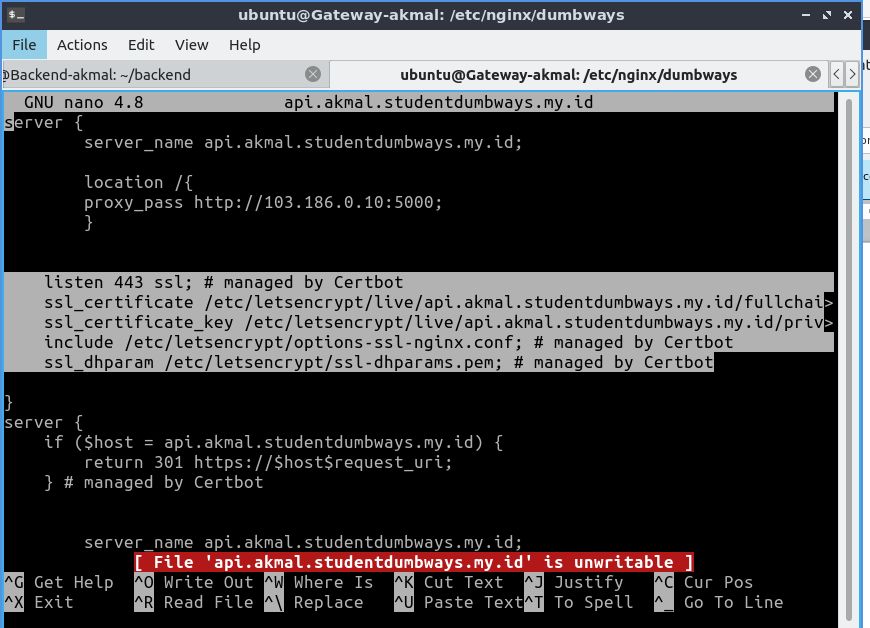 ubuntu@Gateway-akmal: /etc/nginx/dumbways
File Actions Edit View Help
@Backend-akmal: ~/backend
ubuntu@Gateway-akmal: /etc/nginx/dumbways
GNU nano 4.8 api.akmal.studentdumbways.my.id
server {
server_name api.akmal.studentdumbways.my.id;
location /{
proxy_pass http://103.186.0.10:5000;
}
listen 443 ssl; # managed by Certbot
ssl_certificate /etc/letsencrypt/live/api.akmal.studentdumbways.my.id/fullchai>
ssl_certificate_key /etc/letsencrypt/live/api.akmal.studentdumbways.my.id/priv>
include /etc/letsencrypt/options-ssl-nginx.conf; # managed by Certbot
ssl_dhparam /etc/letsencrypt/ssl-dhparams.pem; # managed by Certbot
}
server {
if ($host = api.akmal.studentdumbways.my.id) {
return 301 https://$host$request_uri;
} # managed by Certbot
server_name api.akmal.studentdumbways.my.id;
[ File 'api.akmal.studentdumbways.my.id' is unwritable ]
^G Get Help ^O Write Out ^W Where Is ^K Cut Text ^J Justify ^C Cur Pos
^X Exit ^R Read File ^\ Replace ^U Paste Text ^T To Spell ^_ Go To Line